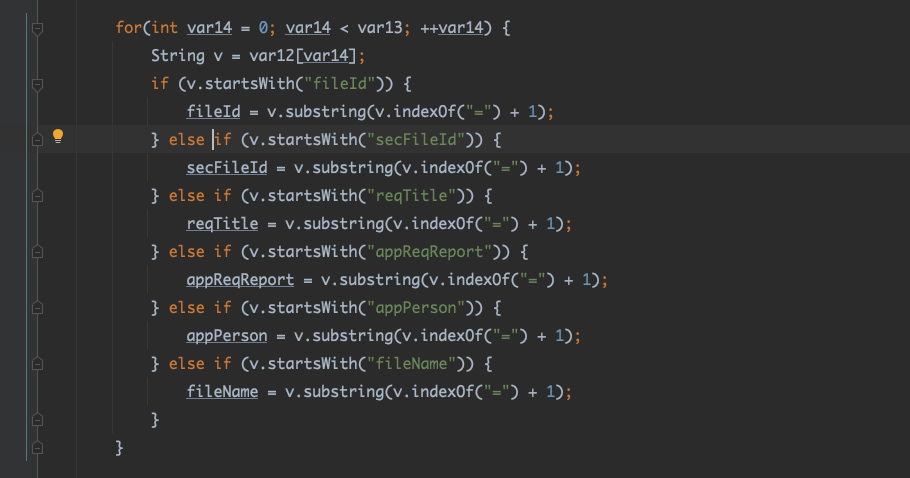 for(int var14 = 0; var14 < var13; ++var14) {
String v = var12[var14];
if (v.startsWith("fileId")) {
fileId = v.substring(v.indexOf("=") + 1);
} else if (v.startsWith("secFileId")) {
secFileId = v.substring(v.indexOf("=") + 1);
} else if (v.startsWith("reqTitle")) {
reqTitle = v.substring(v.indexOf("=") + 1);
} else if (v.startsWith("appReqReport")) {
appReqReport = v.substring(v.indexOf("=") + 1);
} else if (v.startsWith("appPerson")) {
appPerson = v.substring(v.indexOf("=") + 1);
} else if (v.startsWith("fileName")) {
fileName = v.substring(v.indexOf("=") + 1);
}
}